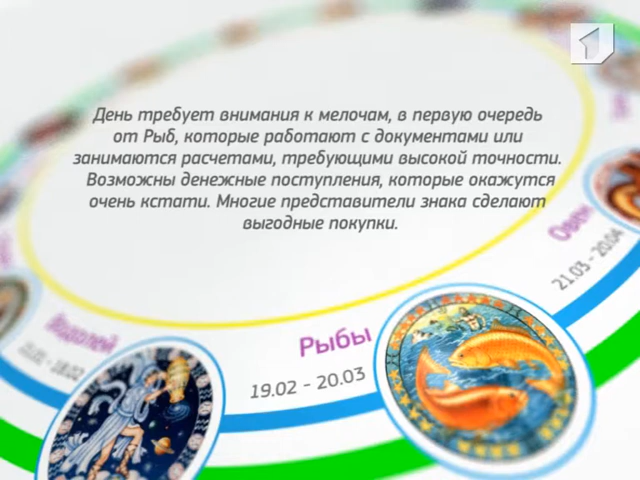 День требует внимания к мелочам, в первую очередь
от Рыб, которые работают с документами или
занимаются расчетами, требующими высокой точности.
Возможны денежные поступления, которые окажутся
очень кстати. Многие представители знака сделают
выгодные покупки.
Овен
21.03 - 20.04
Рыбы
19.02 - 20.03
Водолей